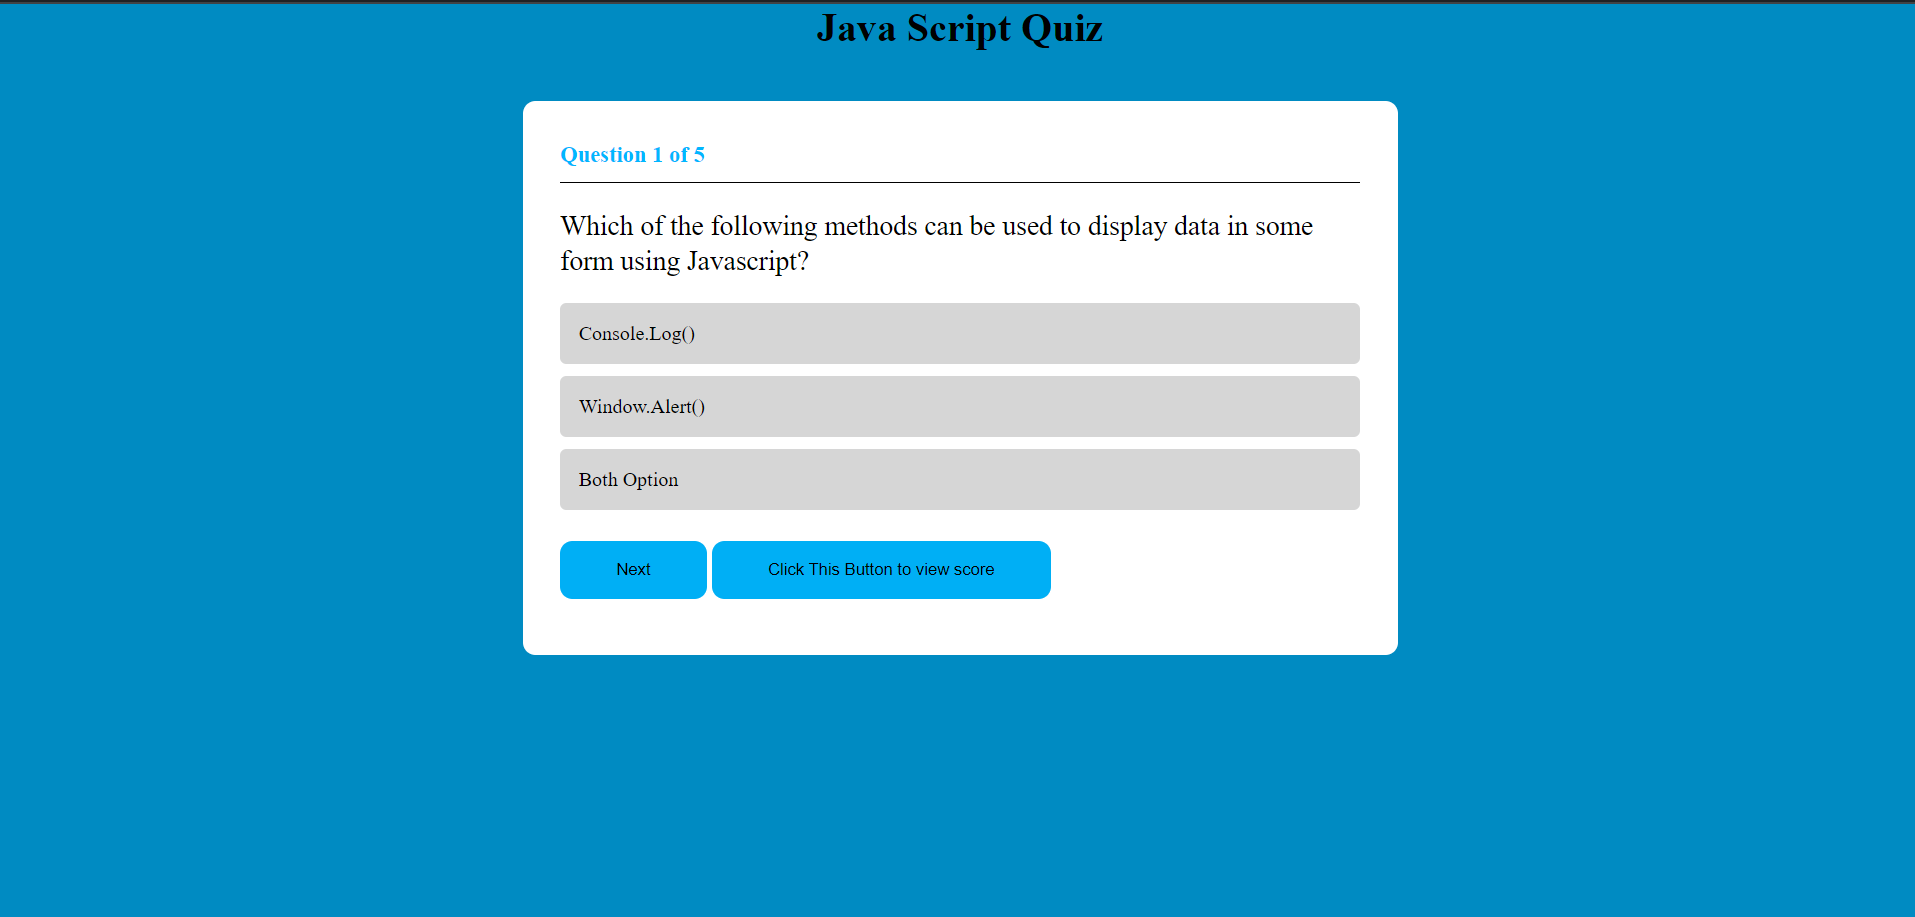 Java Script Quiz
Question 1 of 5
Which of the following methods can be used to display data in some
form using Javascript?
Console.Log()
Window.Alert()
Both Option
Next
Click This Button to view score